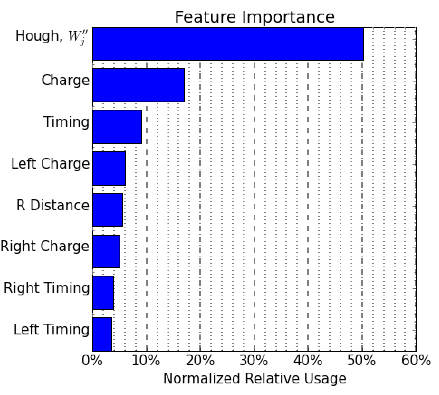 Feature Importance
Hough, W''_j
Charge
Timing
Left Charge
R Distance
Right Charge
Right Timing
Left Timing
0% 10% 20% 30% 40% 50% 60%
Normalized Relative Usage